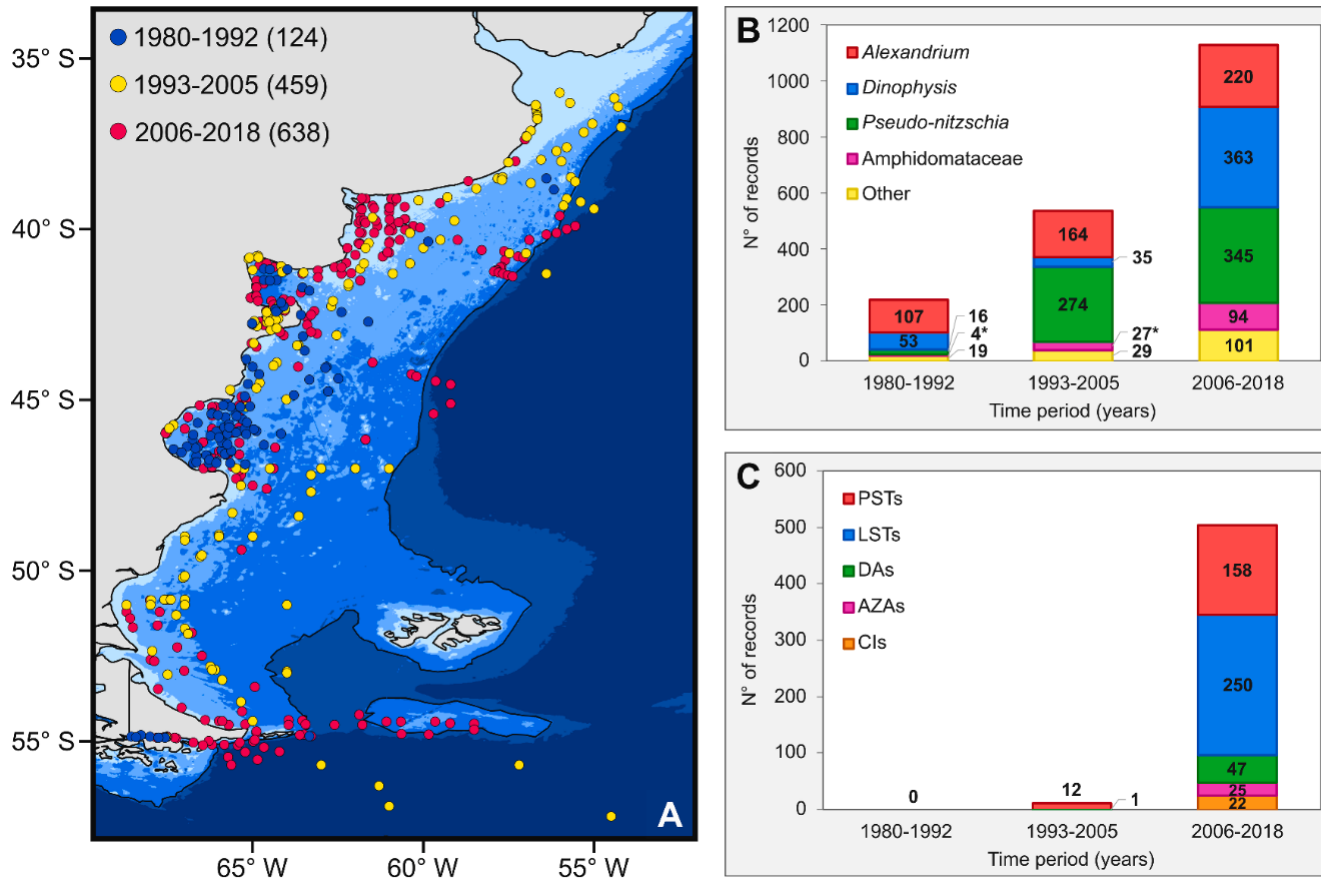 1980-1992 (124)
1993-2005 (459)
2006-2018 (638)
35° S
40° S
45° S
50° S
55° S
65° W
60° W
55° W
A
B
Alexandrium
Dinophysis
Pseudo-nitzschia
Amphidomataceae
Other
N° of records
1200
1000
800
600
400
200
0
107
53
16
4*
19
164
35
274
27*
29
220
363
345
94
101
1980-1992
1993-2005
2006-2018
Time period (years)
C
PSTs
LSTs
DAs
AZAs
CIs
N° of records
600
500
400
300
200
100
0
0
12
1
158
250
47
25
22
1980-1992
1993-2005
2006-2018
Time period (years)